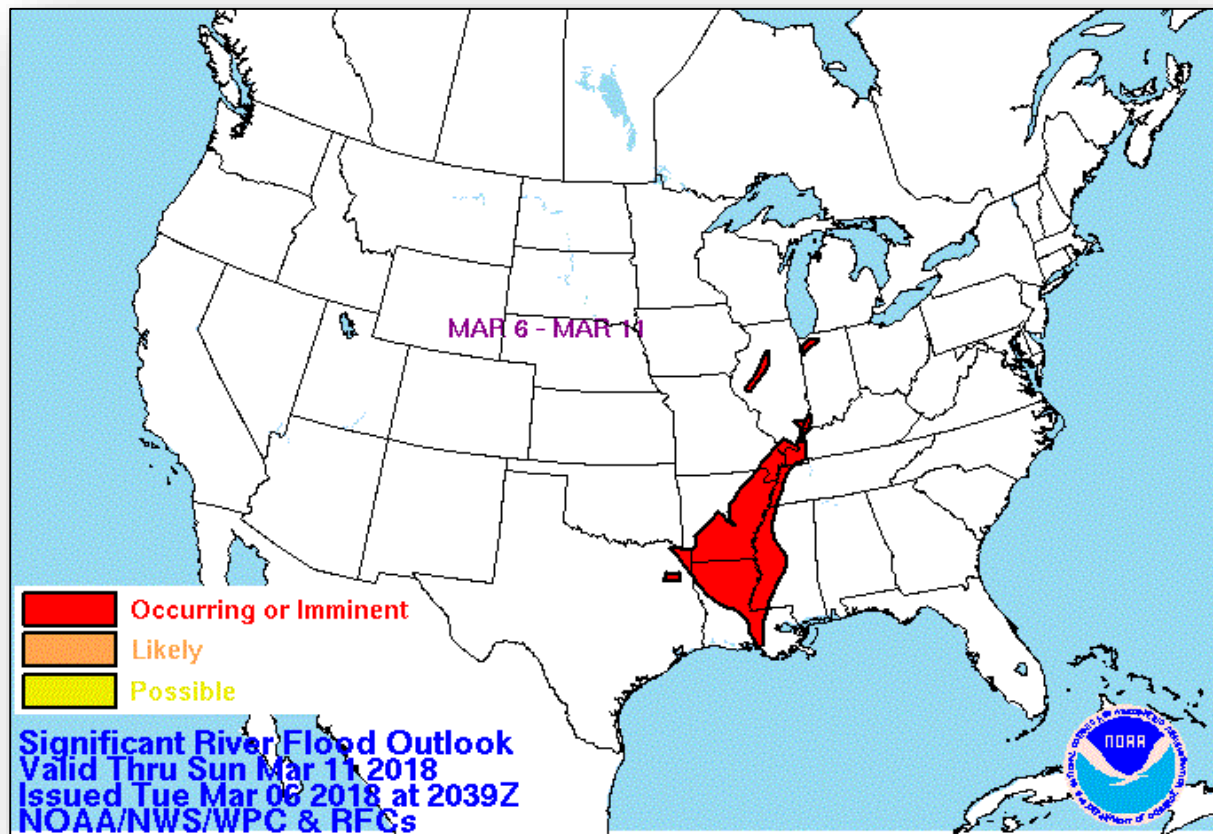 MAR 6 - MAR 11
Occurring or Imminent
Likely
Possible
Significant River Flood Outlook
Valid Thru Sun Mar 11 2018
Issued Tue Mar 06 2018 at 2039Z
NOAA/NWS/WPC & RFCs
NOAA